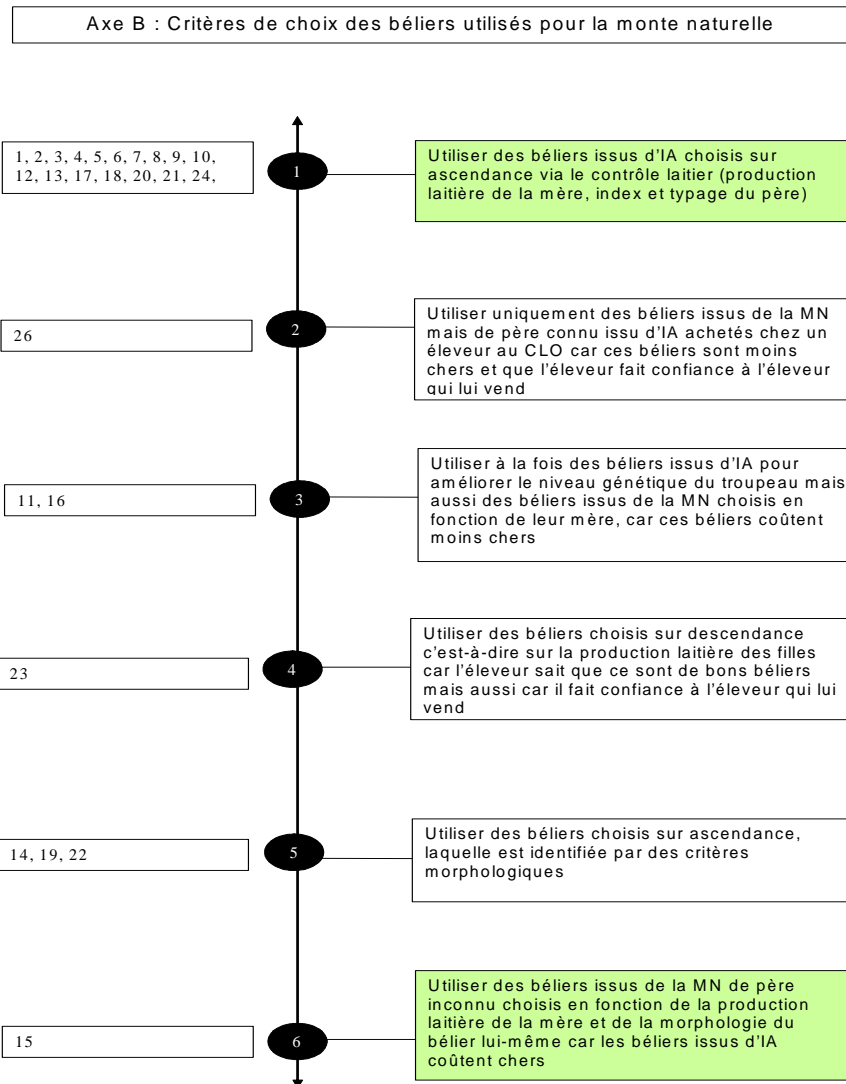 Axe B : Critères de choix des béliers utilisés pour la monte naturelle
1, 2, 3, 4, 5, 6, 7, 8, 9, 10,
12, 13, 17, 18, 20, 21, 24,
1
Utiliser des béliers issus d'IA choisis sur
ascendance via le contrôle laitier (production
laitière de la mère, index et typage du père)
26
2
Utiliser uniquement des béliers issus de la MN
mais de père connu issu d'IA achetés chez un
éleveur au CLO car ces béliers sont moins
chers et que l'éleveur fait confiance à l'éleveur
qui lui vend
11, 16
3
Utiliser à la fois des béliers issus d'IA pour
améliorer le niveau génétique du troupeau mais
aussi des béliers issus de la MN choisis en
fonction de leur mère, car ces béliers coûtent
moins chers
23
4
Utiliser des béliers choisis sur descendance
c'est-à-dire sur la production laitière des filles
car l'éleveur sait que ce sont de bons béliers
mais aussi car il fait confiance à l'éleveur qui lui
vend
14, 19, 22
5
Utiliser des béliers choisis sur ascendance,
laquelle est identifiée par des critères
morphologiques
15
6
Utiliser des béliers issus de la MN de père
inconnu choisis en fonction de la production
laitière de la mère et de la morphologie du
bélier lui-même car les béliers issus d'IA
coûtent chers